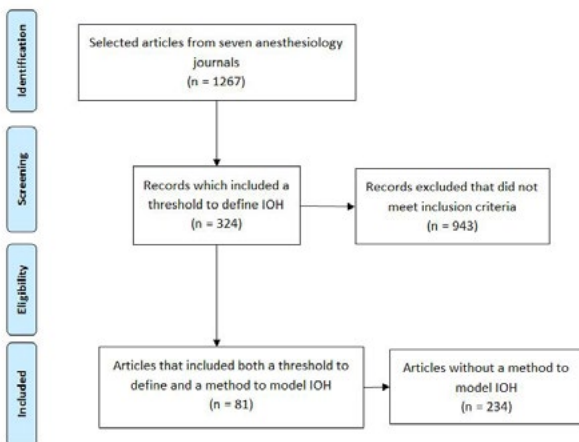 Identification
Selected articles from seven anesthesiology
journals
(n = 1267)
Screening
Records which included a
threshold to define IOH
(n = 324)
Records excluded that did not
meet inclusion criteria
(n = 943)
Eligibility
Included
Articles that included both a threshold to
define and a method to model IOH
(n = 81)
Articles without a method to
model IOH
(n = 234)